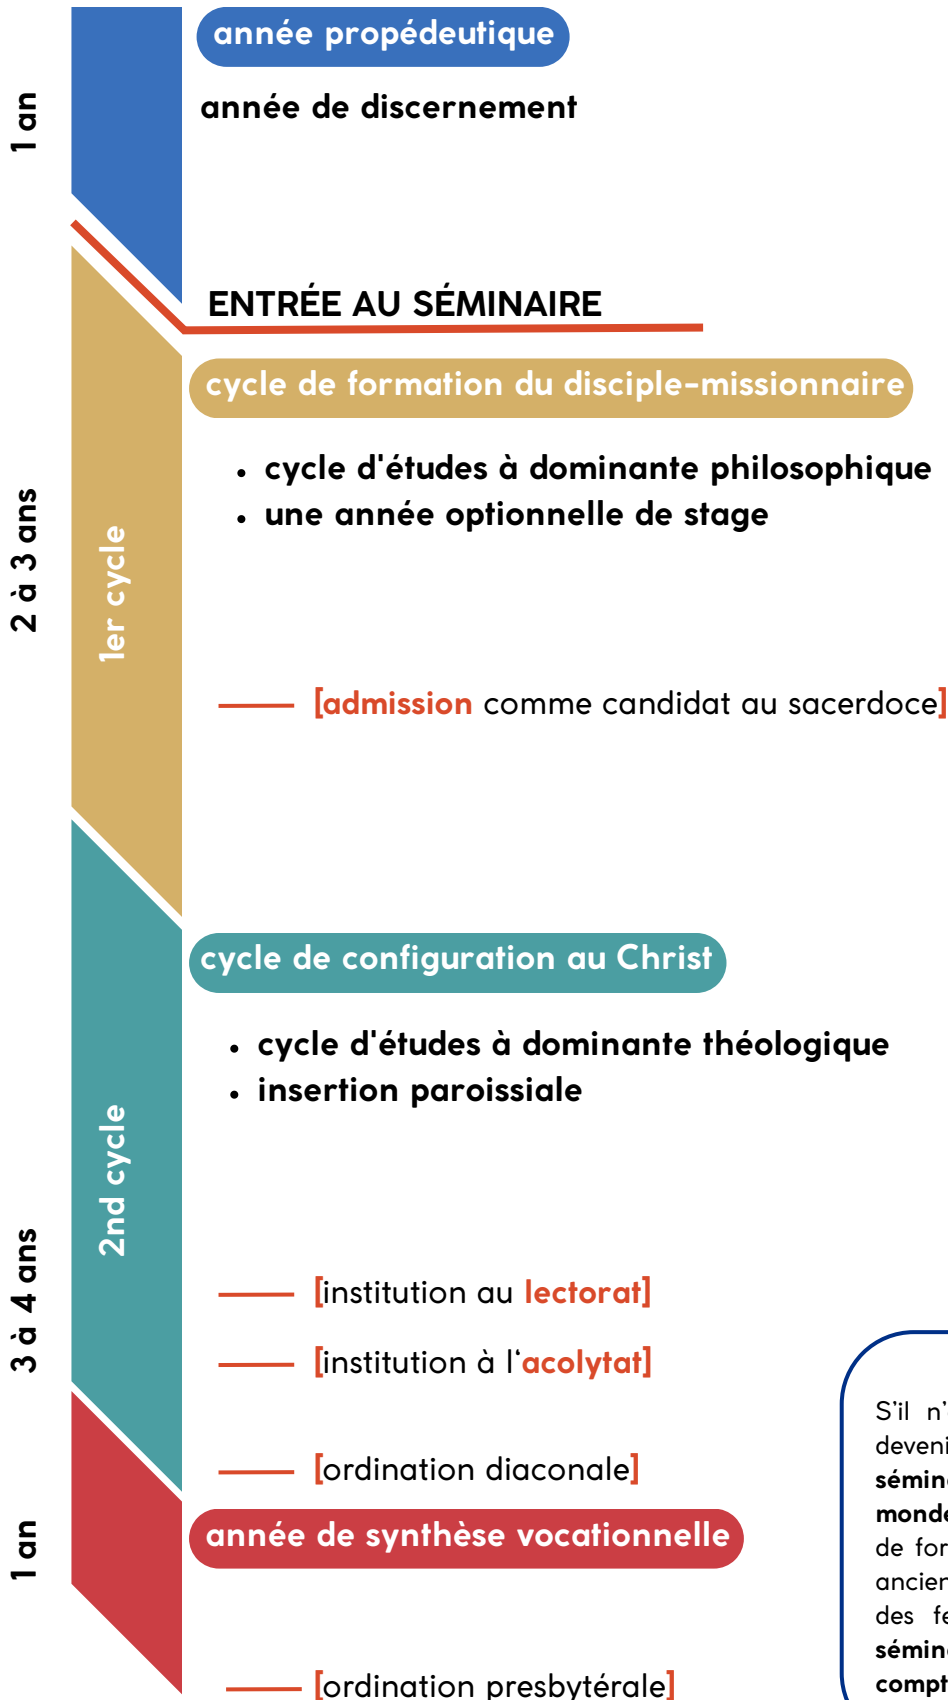 année propédeutique
1 an
année de discernement
ENTRÉE AU SÉMINAIRE
cycle de formation du disciple-missionnaire
2 à 3 ans
1er cycle
• cycle d'études à dominante philosophique
• une année optionnelle de stage
[admission comme candidat au sacerdoce]
cycle de configuration au Christ
3 à 4 ans
2nd cycle
• cycle d'études à dominante théologique
• insertion paroissiale
[institution au lectorat]
[institution à l‘acolytat]
[ordination diaconale]
année de synthèse vocationnelle
1 an
[ordination presbytérale]
S'il n'
de
des